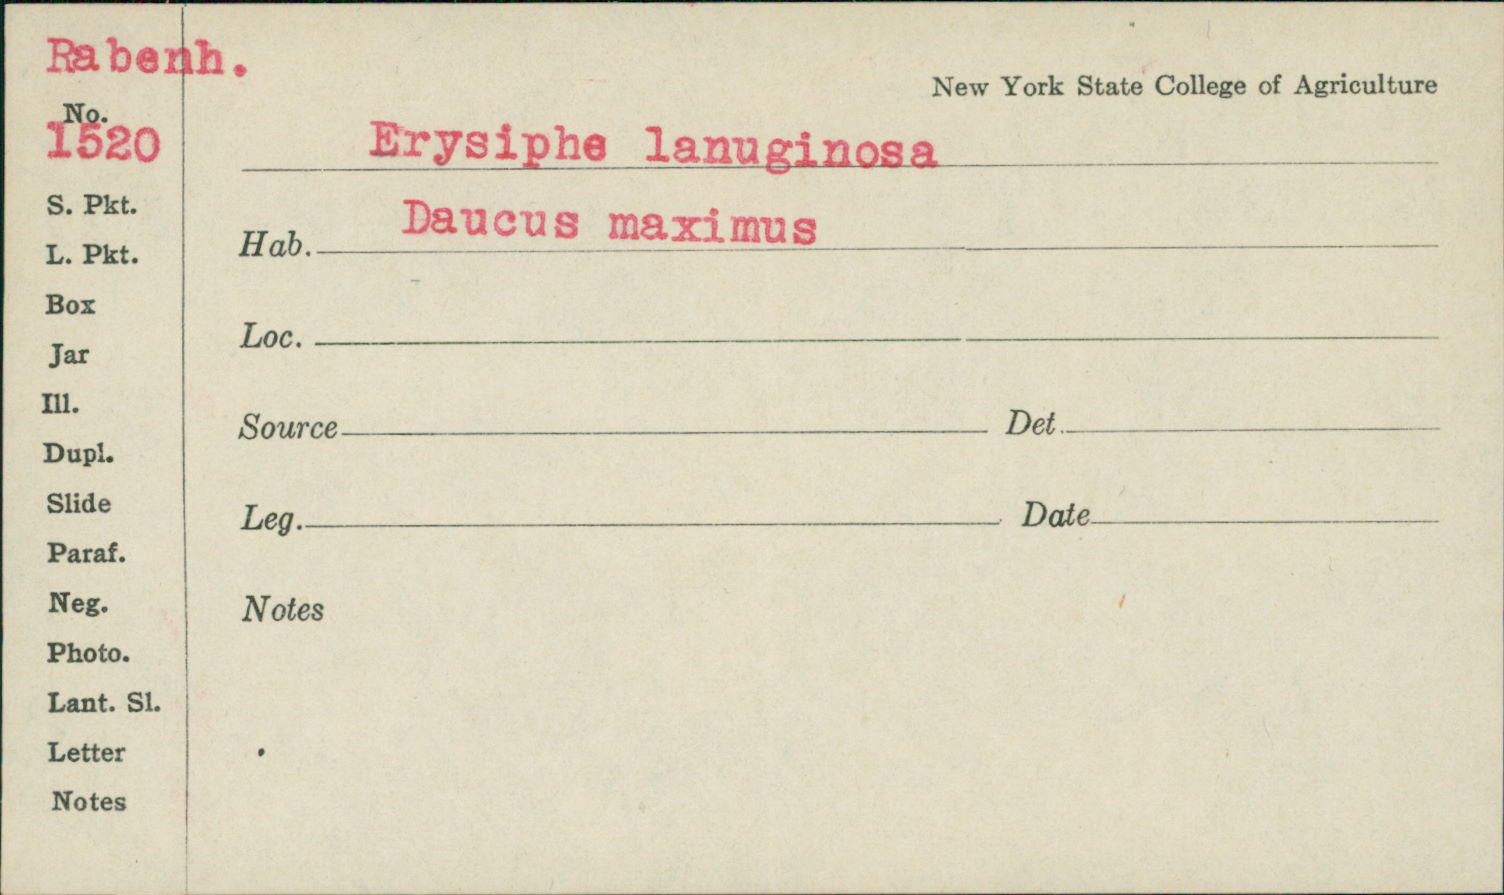 Rabenh.
New York State College of Agriculture
No.
1520
Erysiphe lanuginosa
S. Pkt.
Hab. Daucus maximus
L. Pkt.
Box
Loc.
Jar
Ill.
Source Det.
Dupl.
Slide
Leg. Date
Paraf.
Neg.
Notes
Photo.
Lant. Sl.
Letter
Notes